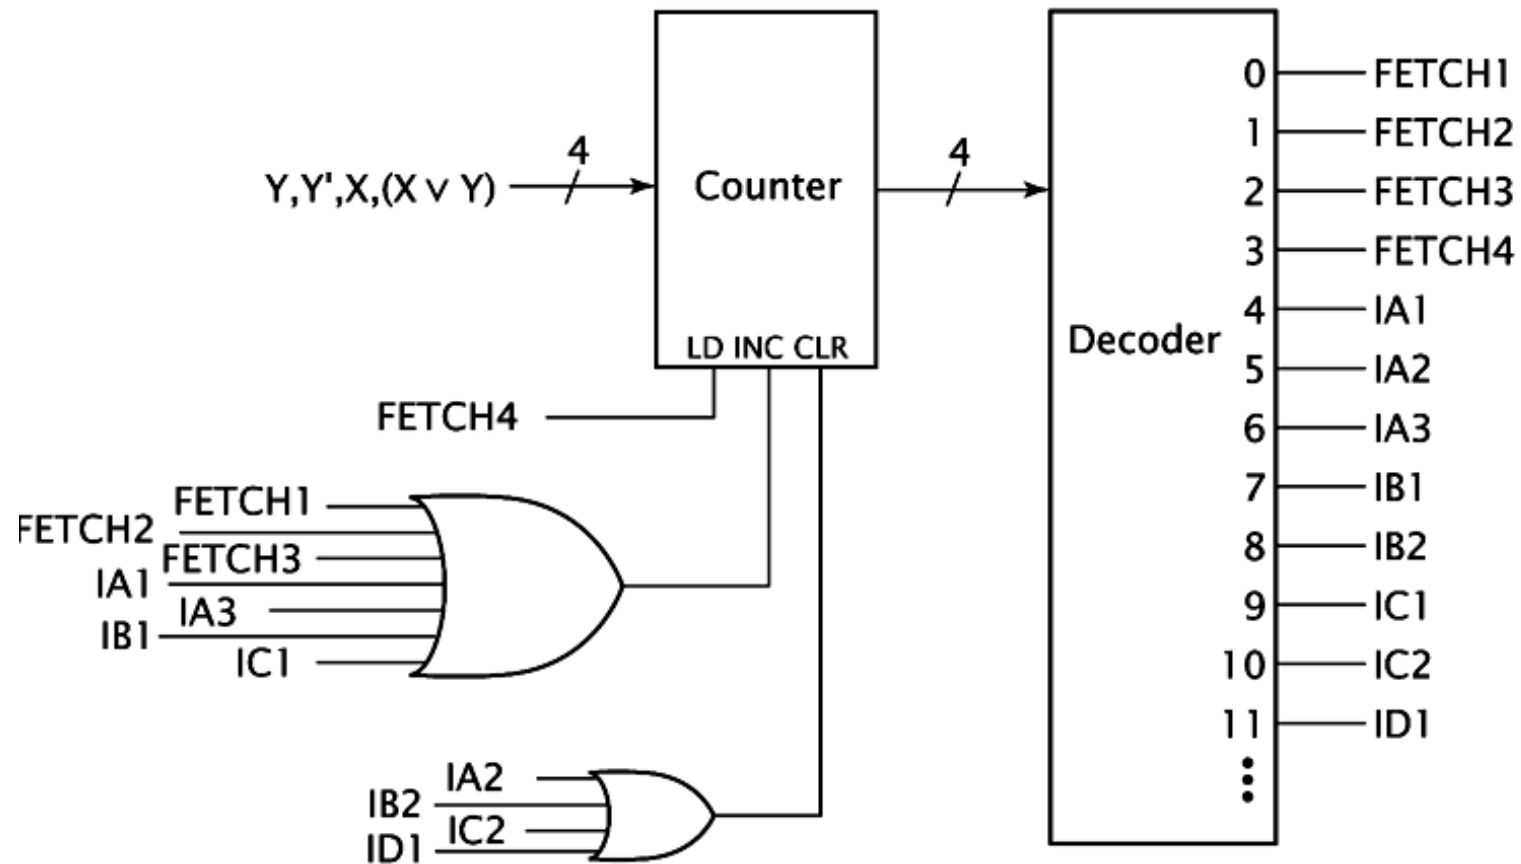 0 FETCH1
1 FETCH2
4
4
Y,Y',X,(X ∨ Y)
Counter
2 FETCH3
3 FETCH4
4 IA1
Decoder
LD INC CLR
5 IA2
FETCH4
6 IA3
7 IB1
FETCH1
FETCH2
8 IB2
FETCH3
IA1
9 IC1
IA3
IB1
IC1
10 IC2
11 ID1
IA2
IB2
IC2
ID1